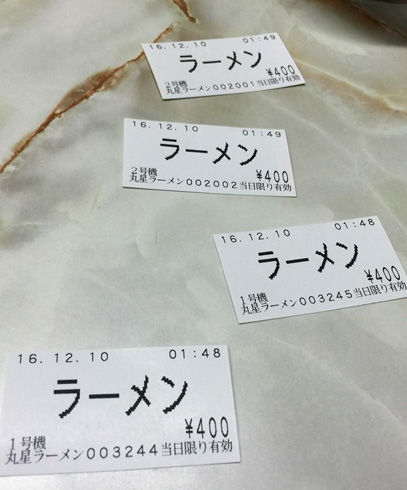 16.12.10 01:49
ラーメン
¥400
2号機
丸星ラーメン002001当日限り有効
16.12.10 01:49
ラーメン
¥400
2号機
丸星ラーメン002002当日限り有効
16.12.10 01:48
ラーメン
¥400
1号機
丸星ラーメン003245当日限り有効
16.12.10 01:48
ラーメン
¥400
1号機
丸星ラーメン003244当日限り有効